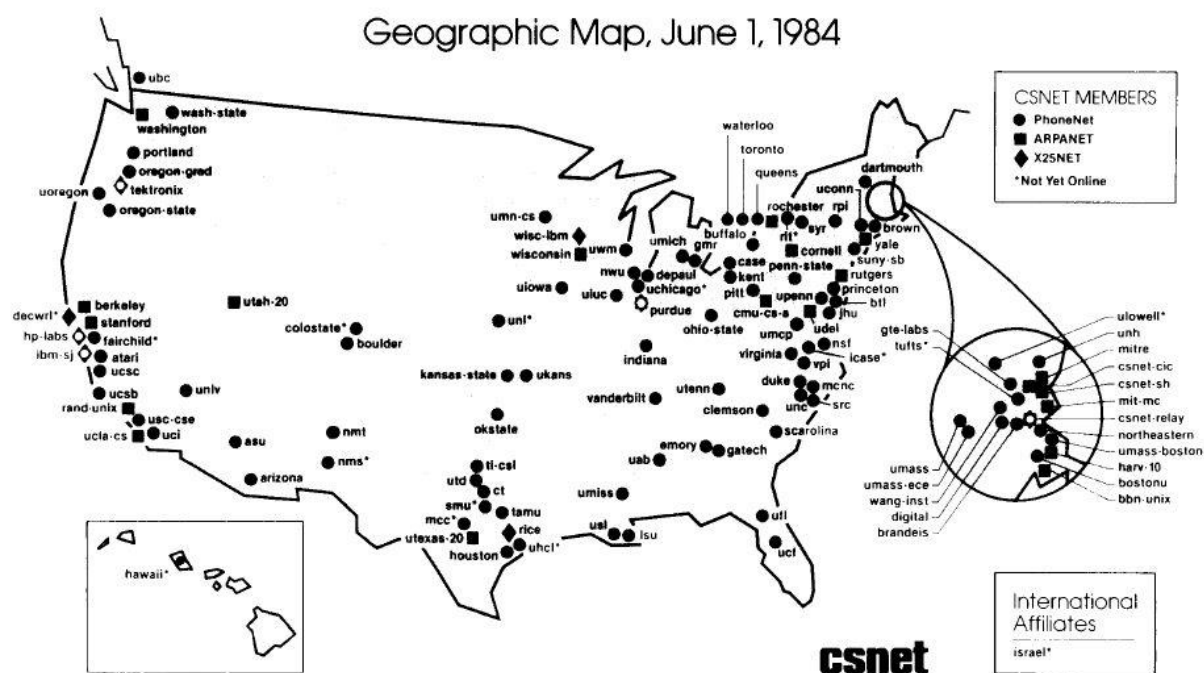 Geographic Map, June 1, 1984
CSNET MEMBERS
PhoneNet
ARPANET
X25NET
*Not Yet Online
ubc
wash-state
washington
portland
oregon-grad
tektronix
uoregon
oregon-state
berkeley
decwrl*
stanford
hp-labs
fairchild*
ibm-sj
atari
ucsc
ucsb
rand-unix
usc-cse
ucla-cs
uci
utah-20
colostate*
boulder
univ
asu
arizona
nmt
nms*
umn-cs
wisc-ibm
wisconsin
uwm
uiowa
nwu
depaul
uchicago*
uiuc
purdue
unl*
indiana
kansas-state
ukans
okstate
ti-csl
utd
ct
smu*
tamu
mcc*
utexas-20
rice
houston
uhcl*
usl
lsu
umiss
uab
vanderbilt
utenn
emory
gatech
clemson
scarolina
ufl
ucf
waterloo
toronto
queens
rochester
buffalo
rit*
syr
rpi
cornell
umich
gmr
case
kent
penn-state
pitt
cmu-cs-a
ohio-state
dartmouth
uconn
brown
yale
suny-sb
rutgers
princeton
upenn
btl
jhu
udel
umcp
nsf
virginia
icase*
vpi
duke
mcnc
unc
src
gte-labs
tufts*
ulowell*
unh
mitre
csnet-cic
csnet-sh
mit-mc
csnet-relay
northeastern
umass-boston
harv-10
bostonu
bbn-unix
umass
umass-ece
wang-inst
digital
brandeis
hawaii*
csnet
International
Affiliates
israel*